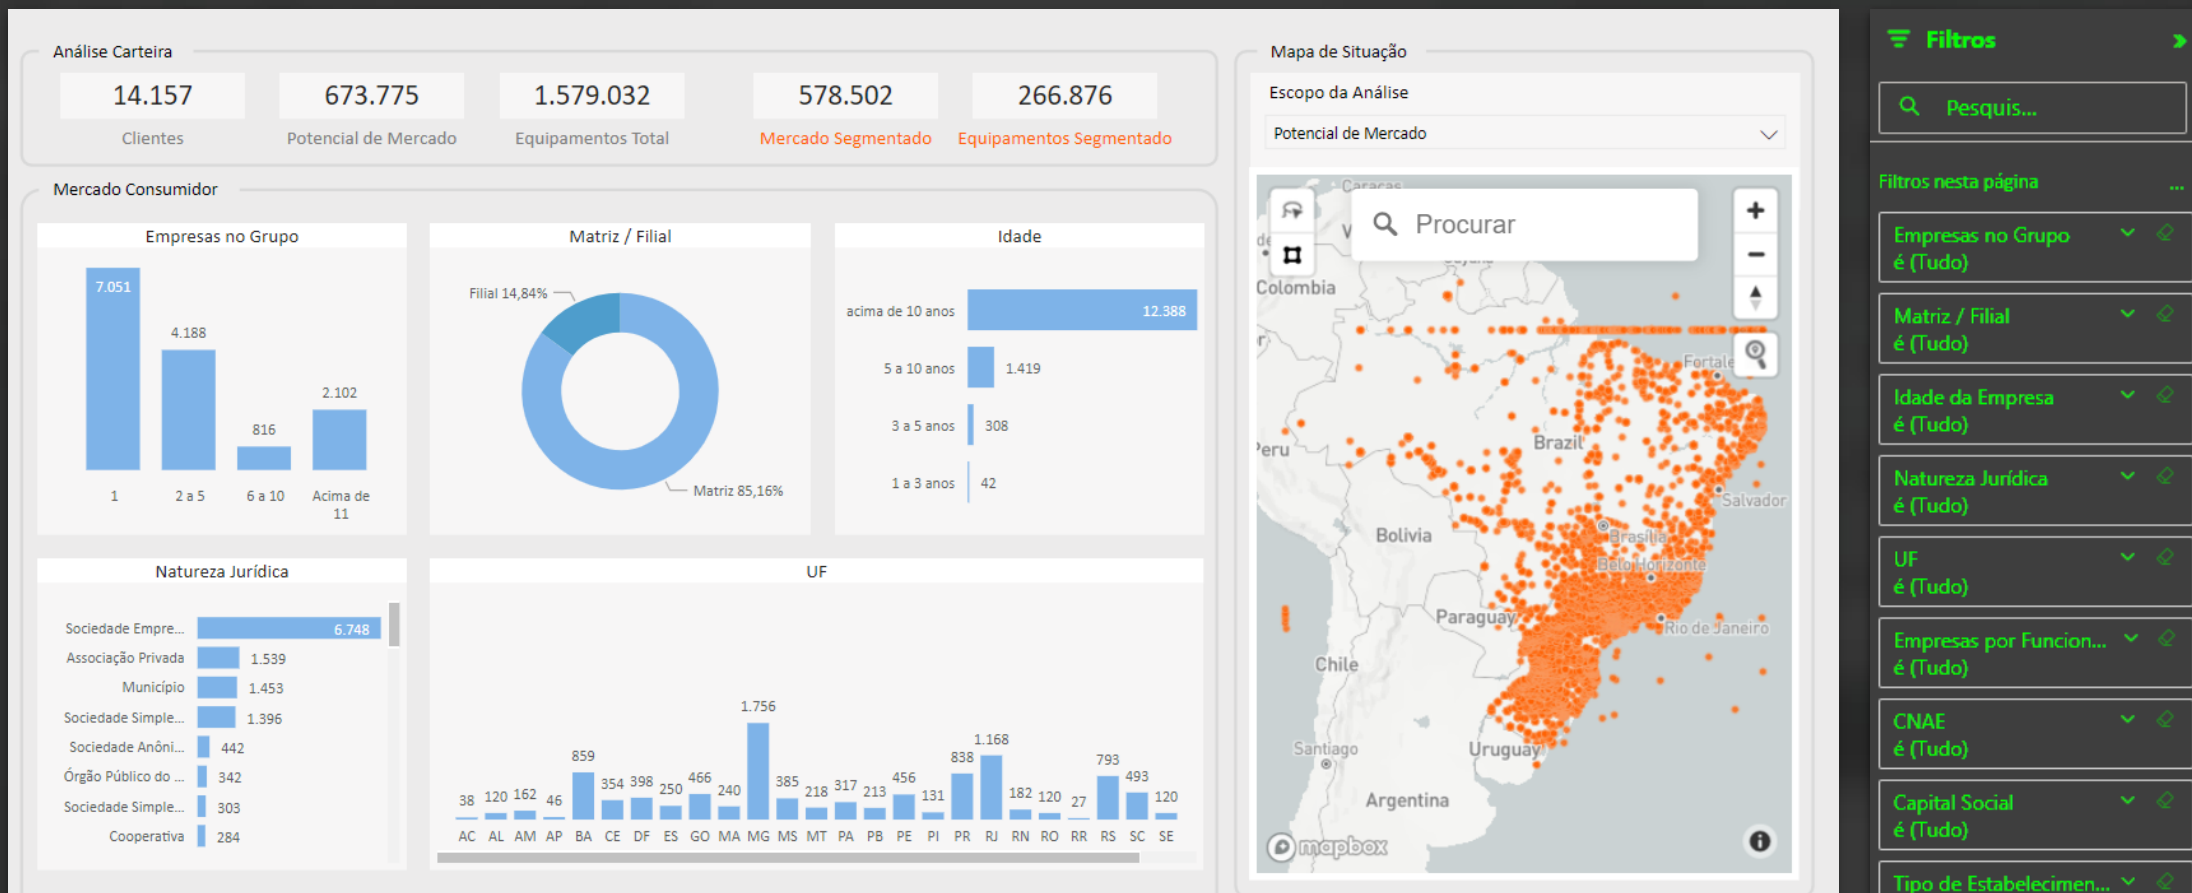 Análise Carteira
14.157
Clientes
673.775
Potencial de Mercado
1.579.032
Equipamentos Total
578.502
Mercado Segmentado
266.876
Equipamentos Segmentado
Mercado Consumidor
Empresas no Grupo
7.051
4.188
816
2.102
1
2 a 5
6 a 10
Acima de
11
Matriz / Filial
Filial 14,84%
Matriz 85,16%
Idade
acima de 10 anos
12.388
5 a 10 anos
1.419
3 a 5 anos
308
1 a 3 anos
42
Natureza Jurídica
Sociedade Empre...
6.748
Associação Privada
1.539
Município
1.453
Sociedade Simple...
1.396
Sociedade Anôni...
442
Órgão Público do ...
342
Sociedade Simple...
303
Cooperativa
284
UF
38 120 162 46 859 354 398 250 466 240 1.756 385 218 317 213 456 131 838 1.168 182 120 27 793 493 120
AC AL AM AP BA CE DF ES GO MA MG MS MT PA PB PE PI PR RJ RN RO RR RS SC SE
Mapa de Situação
Escopo da Análise
Potencial de Mercado
Caracas
Procurar
Colombia
Fortale
Brazil
Peru
Salvador
Bolivia
Brasília
Belo Horizonte
Paraguay
Rio de Janeiro
Chile
Santiago
Uruguay
Argentina
mapbox
Filtros
Pesquis...
Filtros nesta página
...
Empresas no Grupo
é (Tudo)
Matriz / Filial
é (Tudo)
Idade da Empresa
é (Tudo)
Natureza Jurídica
é (Tudo)
UF
é (Tudo)
Empresas por Funcion...
é (Tudo)
CNAE
é (Tudo)
Capital Social
é (Tudo)
Tipo de Estabelecimen...